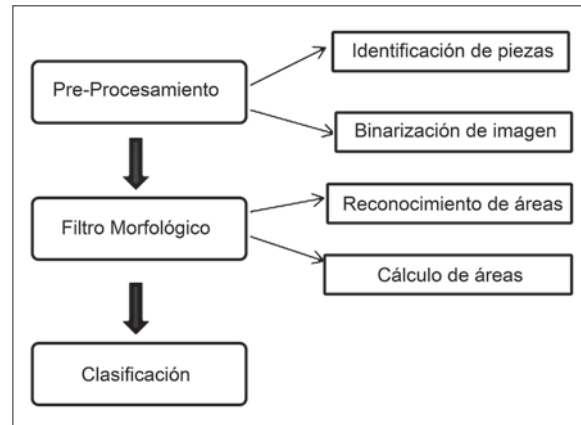 Pre-Procesamiento
Identificación de piezas
Binarización de imagen
Filtro Morfológico
Reconocimiento de áreas
Cálculo de áreas
Clasificación